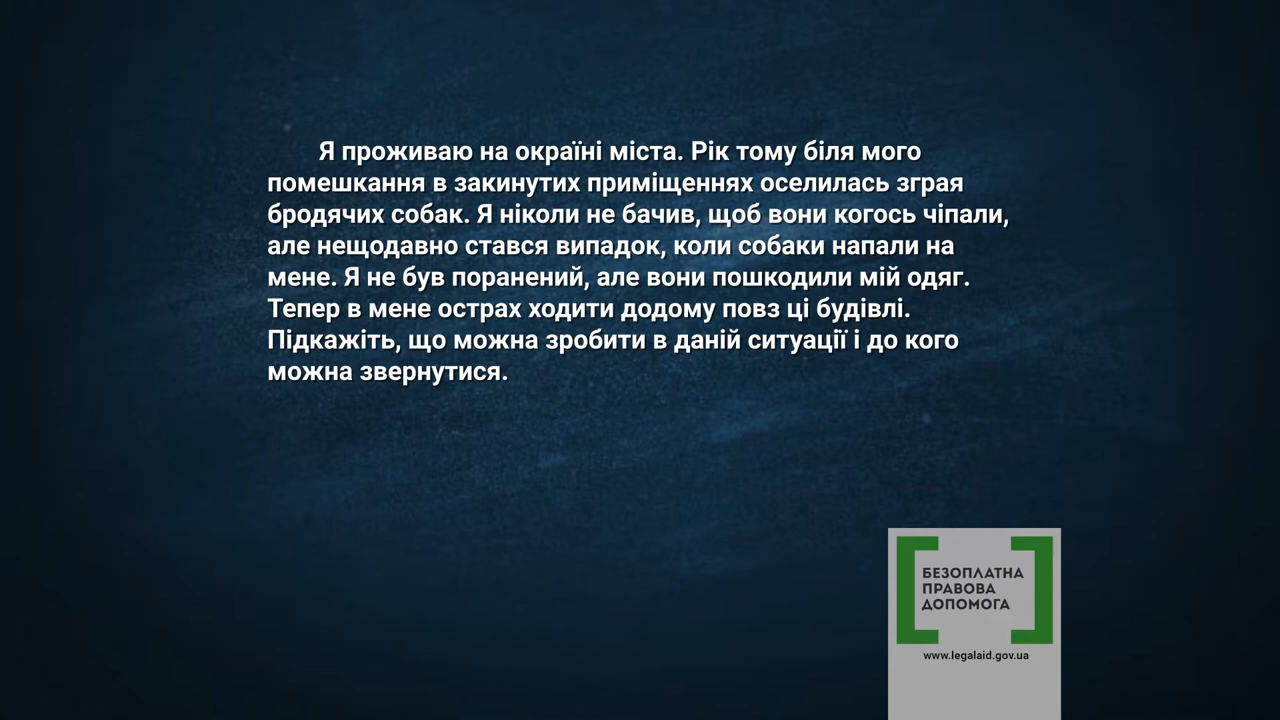 Я проживаю на окраїні міста. Рік тому біля мого
помешкання в закинутих приміщеннях оселилась зграя
бродячих собак. Я ніколи не бачив, щоб вони когось чіпали,
але нещодавно стався випадок, коли собаки напали на
мене. Я не був поранений, але вони пошкодили мій одяг.
Тепер в мене острах ходити додому повз ці будівлі.
Підкажіть, що можна зробити в даній ситуації і до кого
можна звернутися.
БЕЗОПЛАТНА
ПРАВОВА
ДОПОМОГА
www.legalaid.gov.ua